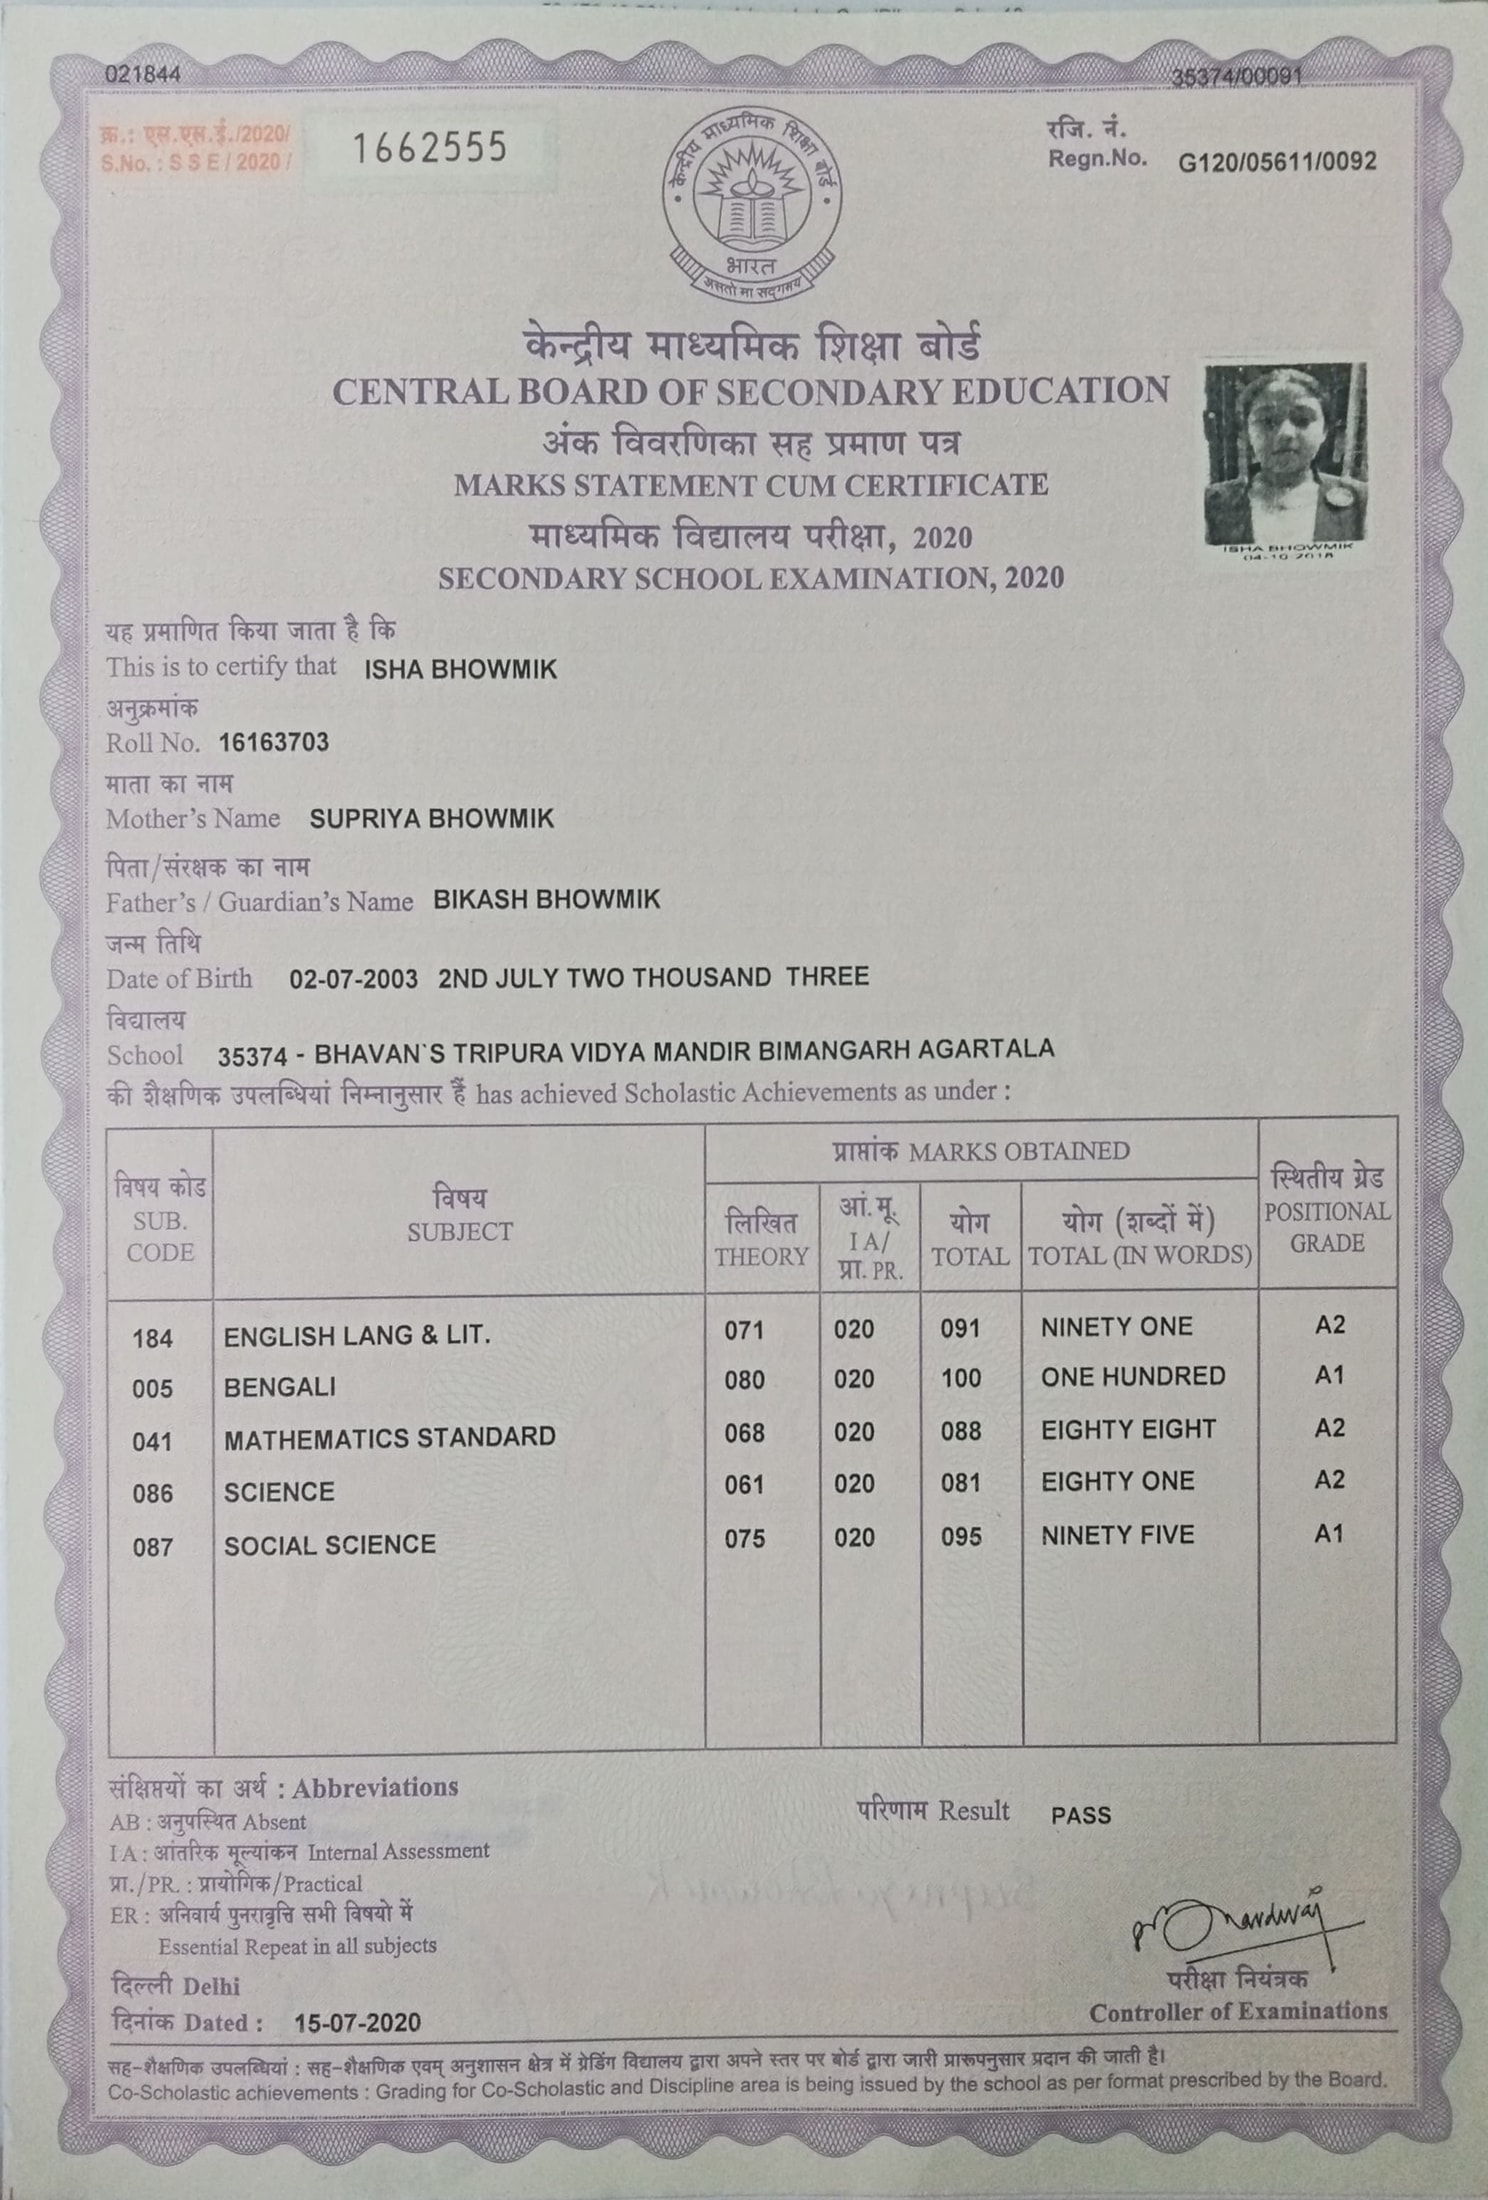 021844
35374/00091
क्र.: एस.एस.ई./2020/
S.No. : S S E / 2020 /
1662555
रजि. नं.
Regn.No. G120/05611/0092
केन्द्रीय माध्यमिक शिक्षा बोर्ड
भारत
असतो मा सद्गमय
केन्द्रीय माध्यमिक शिक्षा बोर्ड
CENTRAL BOARD OF SECONDARY EDUCATION
अंक विवरणिका सह प्रमाण पत्र
MARKS STATEMENT CUM CERTIFICATE
माध्यमिक विद्यालय परीक्षा, 2020
SECONDARY SCHOOL EXAMINATION, 2020
ISHA BHOWMIK
04-10-2018
यह प्रमाणित किया जाता है कि
This is to certify that ISHA BHOWMIK
अनुक्रमांक
Roll No. 16163703
माता का नाम
Mother's Name SUPRIYA BHOWMIK
पिता/संरक्षक का नाम
Father's / Guardian's Name BIKASH BHOWMIK
जन्म तिथि
Date of Birth 02-07-2003 2ND JULY TWO THOUSAND THREE
विद्यालय
School 35374 - BHAVAN`S TRIPURA VIDYA MANDIR BIMANGARH AGARTALA
की शैक्षणिक उपलब्धियां निम्नानुसार हैं has achieved Scholastic Achievements as under :
विषय कोड
SUB.
CODE
विषय
SUBJECT
प्राप्तांक MARKS OBTAINED
लिखित
THEORY
आं.मू.
I A/
प्रा. PR.
योग
TOTAL
योग (शब्दों में)
TOTAL (IN WORDS)
स्थितीय ग्रेड
POSITIONAL
GRADE
184 ENGLISH LANG & LIT. 071 020 091 NINETY ONE A2
005 BENGALI 080 020 100 ONE HUNDRED A1
041 MATHEMATICS STANDARD 068 020 088 EIGHTY EIGHT A2
086 SCIENCE 061 020 081 EIGHTY ONE A2
087 SOCIAL SCIENCE 075 020 095 NINETY FIVE A1
संक्षिप्तियों का अर्थ : Abbreviations
AB : अनुपस्थित Absent
I A : आंतरिक मूल्यांकन Internal Assessment
प्रा./PR. : प्रायोगिक/Practical
ER : अनिवार्य पुनरावृत्ति सभी विषयो में
Essential Repeat in all subjects
परिणाम Result PASS
दिल्ली Delhi
दिनांक Dated : 15-07-2020
परीक्षा नियंत्रक
Controller of Examinations
सह-शैक्षणिक उपलब्धियां : सह-शैक्षणिक एवम् अनुशासन क्षेत्र में ग्रेडिंग विद्यालय द्वारा अपने स्तर पर बोर्ड द्वारा जारी प्रारूपनुसार प्रदान की जाती है।
Co-Scholastic achievements : Grading for Co-Scholastic and Discipline area is being issued by the school as per format prescribed by the Board.